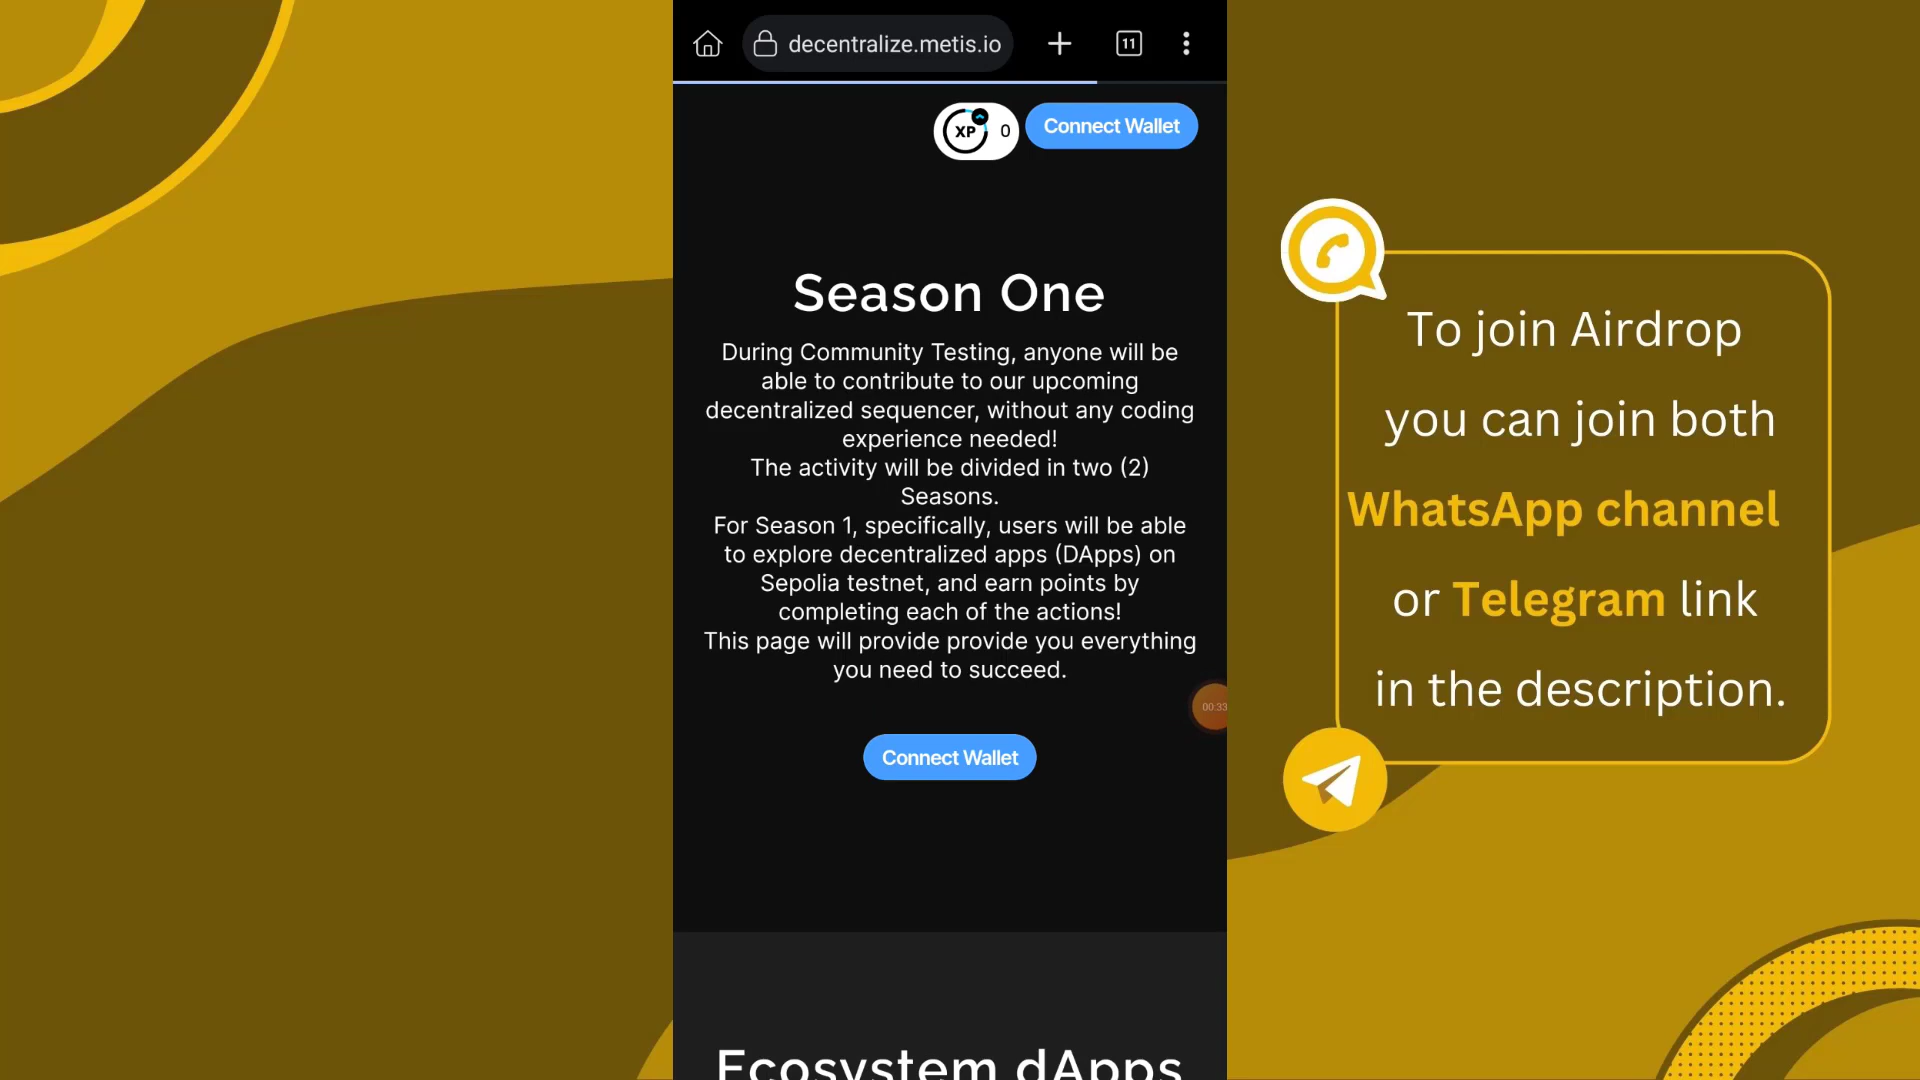 decentralize.metis.io
11
XP 0
Connect Wallet
Season One
During Community Testing, anyone will be
able to contribute to our upcoming
decentralized sequencer, without any coding
experience needed!
The activity will be divided in two (2)
Seasons.
For Season 1, specifically, users will be able
to explore decentralized apps (DApps) on
Sepolia testnet, and earn points by
completing each of the actions!
This page will provide provide you everything
you need to succeed.
00:33
Connect Wallet
Ecosystem dApps
To join Airdrop
you can join both
WhatsApp channel
or Telegram link
in the description.